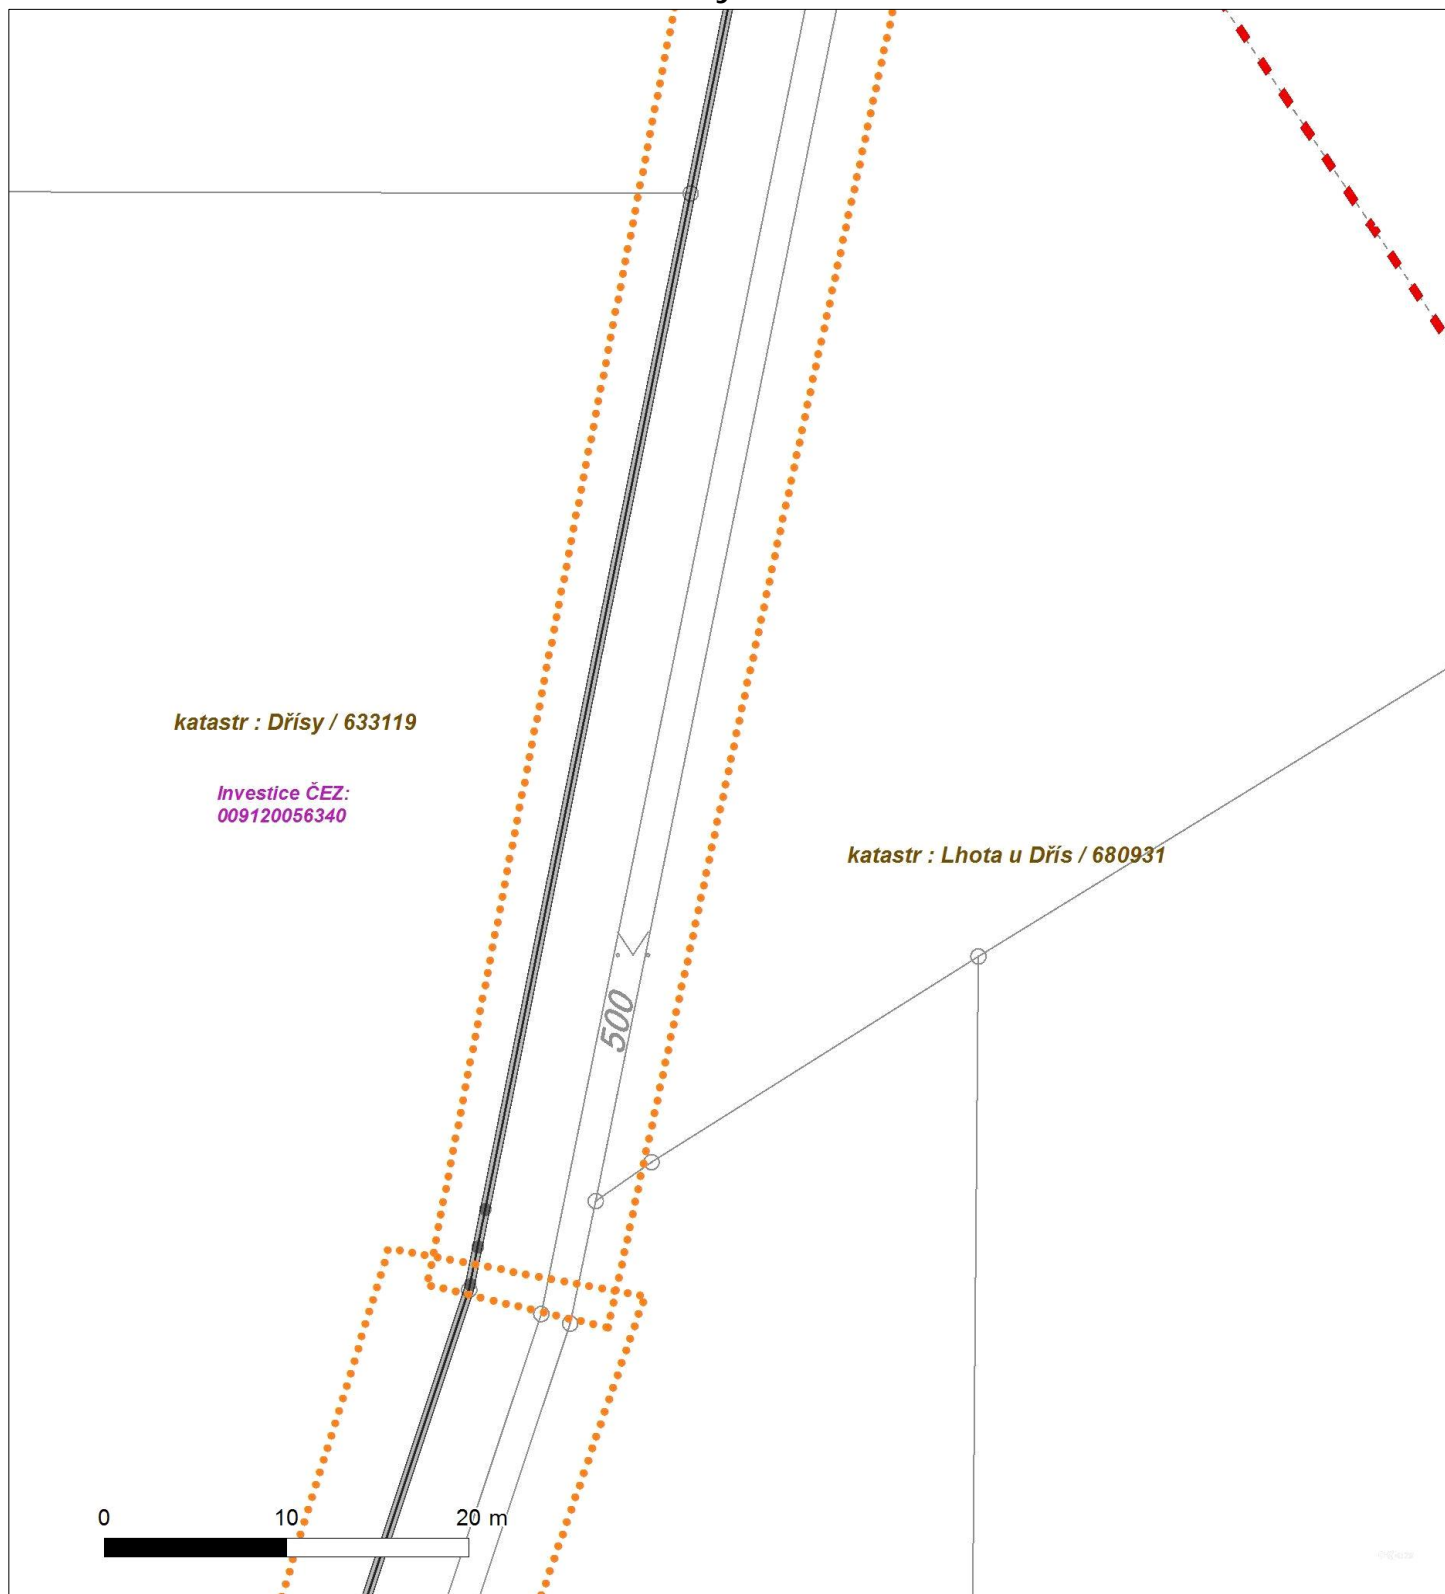 katastr : Dřísy / 633119
Investice ČEZ:
009120056340
katastr : Lhota u Dřís / 680931
500
0 10 20 m